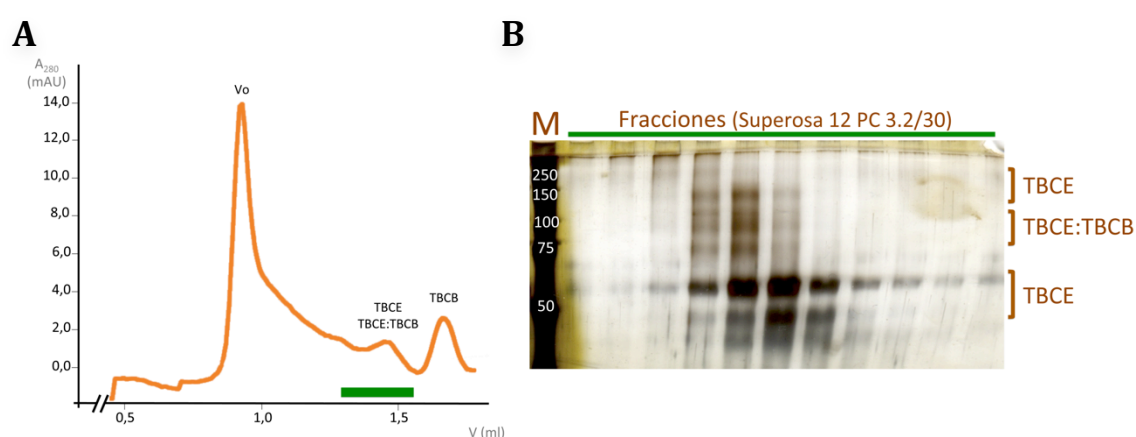 A
A280
(mAU)
14,0
12,0
10,0
8,0
6,0
4,0
2,0
0,0
Vo
TBCE
TBCE:TBCB
TBCB
0,5
1,0
1,5
V (ml)
B
M
Fracciones (Superosa 12 PC 3.2/30)
250
150
100
75
50
TBCE
TBCE:TBCB
TBCE